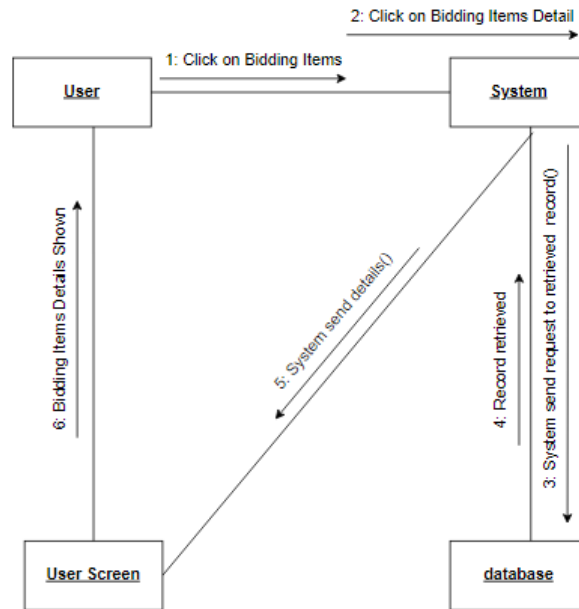 2: Click on Bidding Items Detail
1: Click on Bidding Items
User
System
6: Bidding Items Details Shown
5: System send details()
4: Record retrieved
3: System send request to retrieved record()
User Screen
database